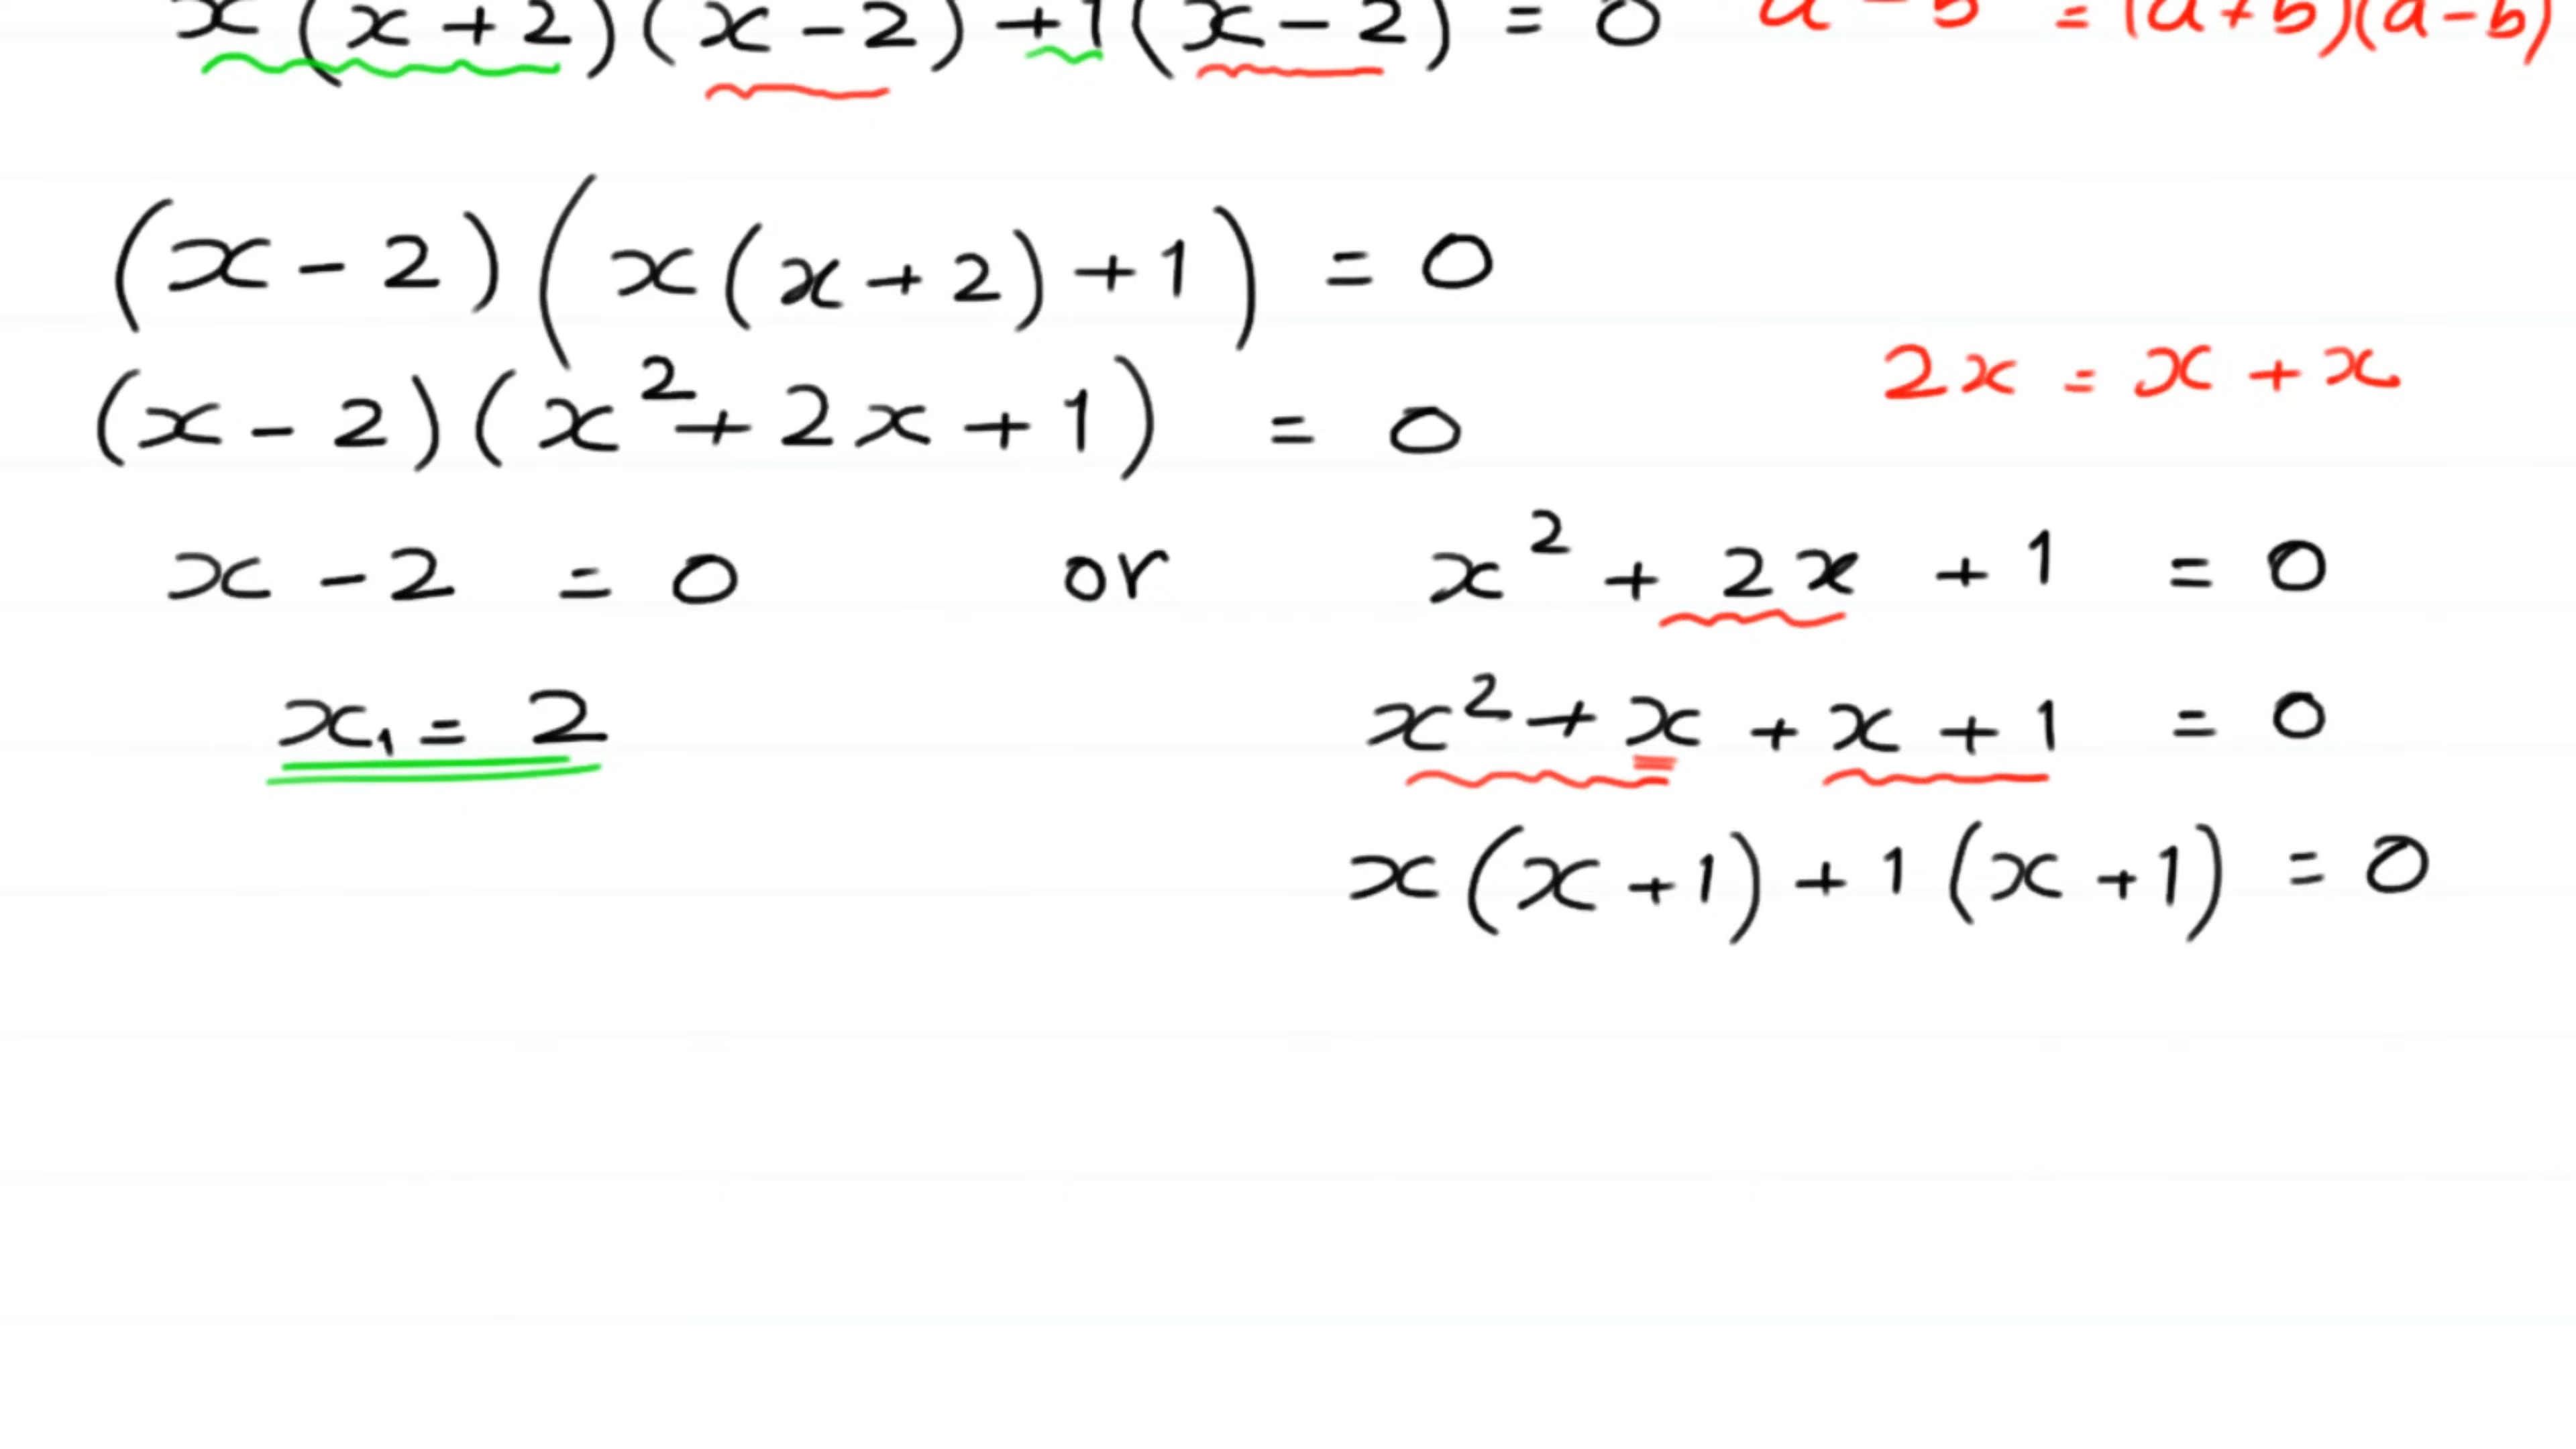 x(x+2)(x-2)+1(x-2) = 0 a - b = (a+b)(a-b)
(x-2)(x(x+2)+1) = 0
2x = x + x
(x-2)(x²+2x+1) = 0
x-2 = 0 or x² + 2x + 1 = 0
x₁ = 2 x² + x + x + 1 = 0
x(x+1)+1(x+1) = 0